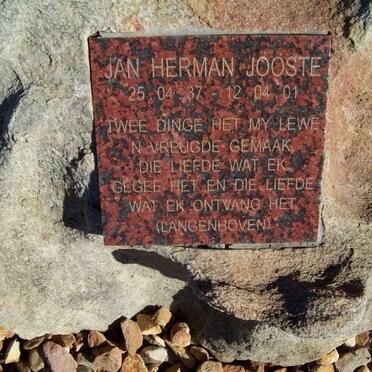 JAN HERMAN JOOSTE
25 04 37 - 12 04 01
TWEE DINGE HET MY LEWE
N VREUGDE GEMAAK
DIE LIEFDE WAT EK
GEGEE HET EN DIE LIEFDE
WAT EK ONTVANG HET
(LANGENHOVEN)